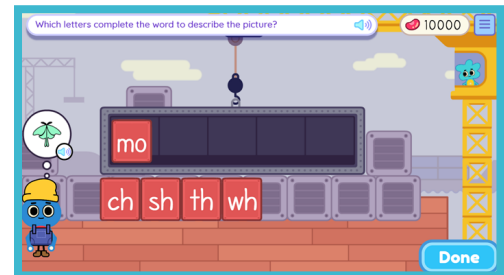 Which letters complete the word to describe the picture?
10000
mo
ch sh th wh
Done